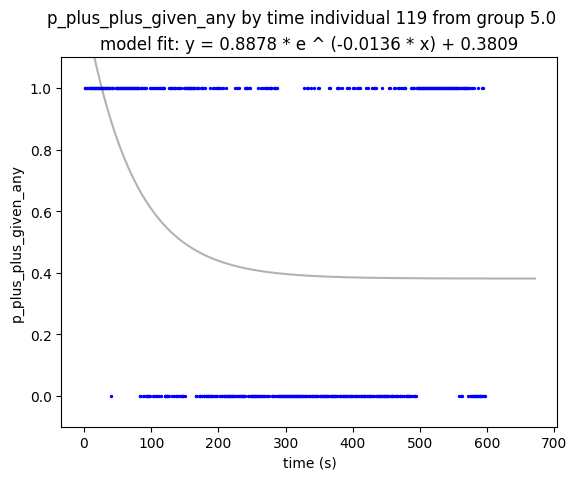 p_plus_plus_given_any by time individual 119 from group 5.0
model fit: y = 0.8878 * e ^ (-0.0136 * x) + 0.3809
p_plus_plus_given_any
1.0
0.8
0.6
0.4
0.2
0.0
0 100 200 300 400 500 600 700
time (s)